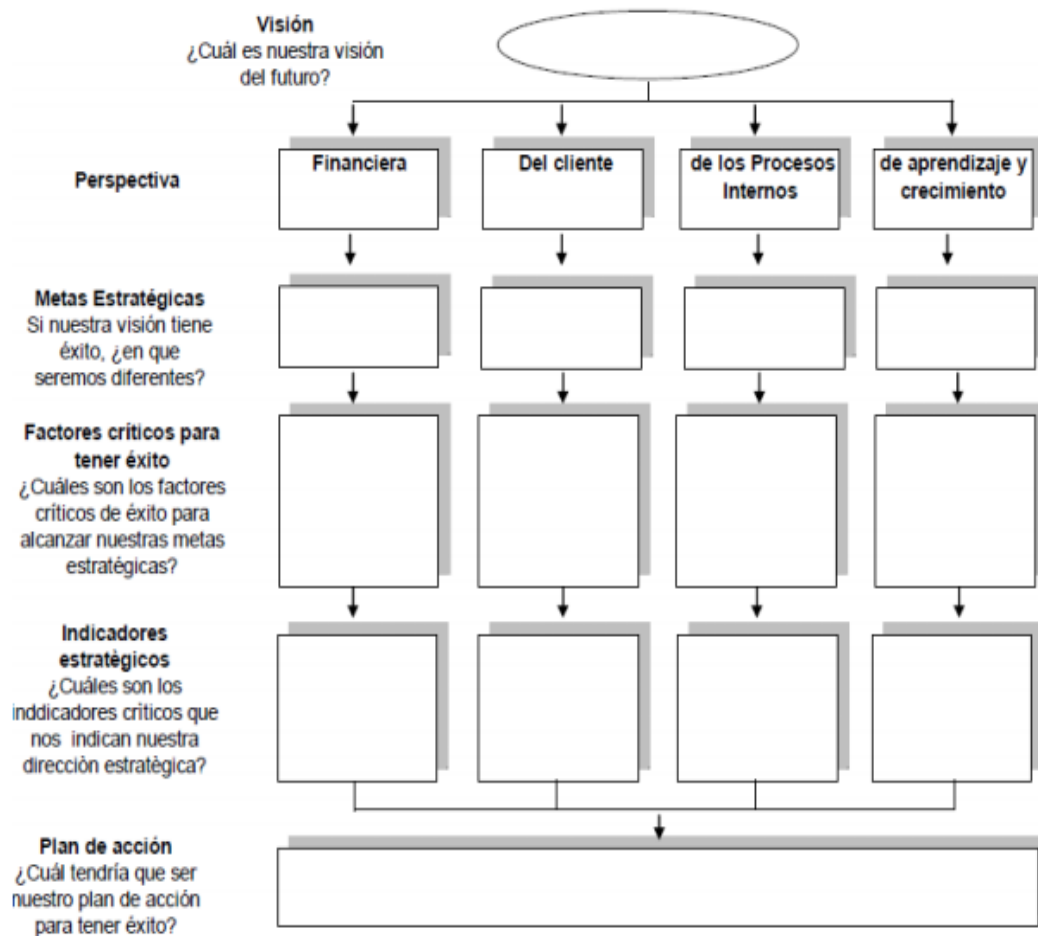 Visión
¿Cuál es nuestra visión
del futuro?
Perspectiva
Financiera
Del cliente
de los Procesos
Internos
de aprendizaje y
crecimiento
Metas Estratégicas
Si nuestra visión tiene
éxito, ¿en que
seremos diferentes?
Factores críticos para
tener éxito
¿Cuáles son los factores
críticos de éxito para
alcanzar nuestras metas
estratégicas?
Indicadores
estratègicos
¿Cuáles son los
inddicadores crìticos que
nos indican nuestra
direcciòn estratègica?
Plan de acción
¿Cuál tendría que ser
nuestro plan de acción
para tener éxito?